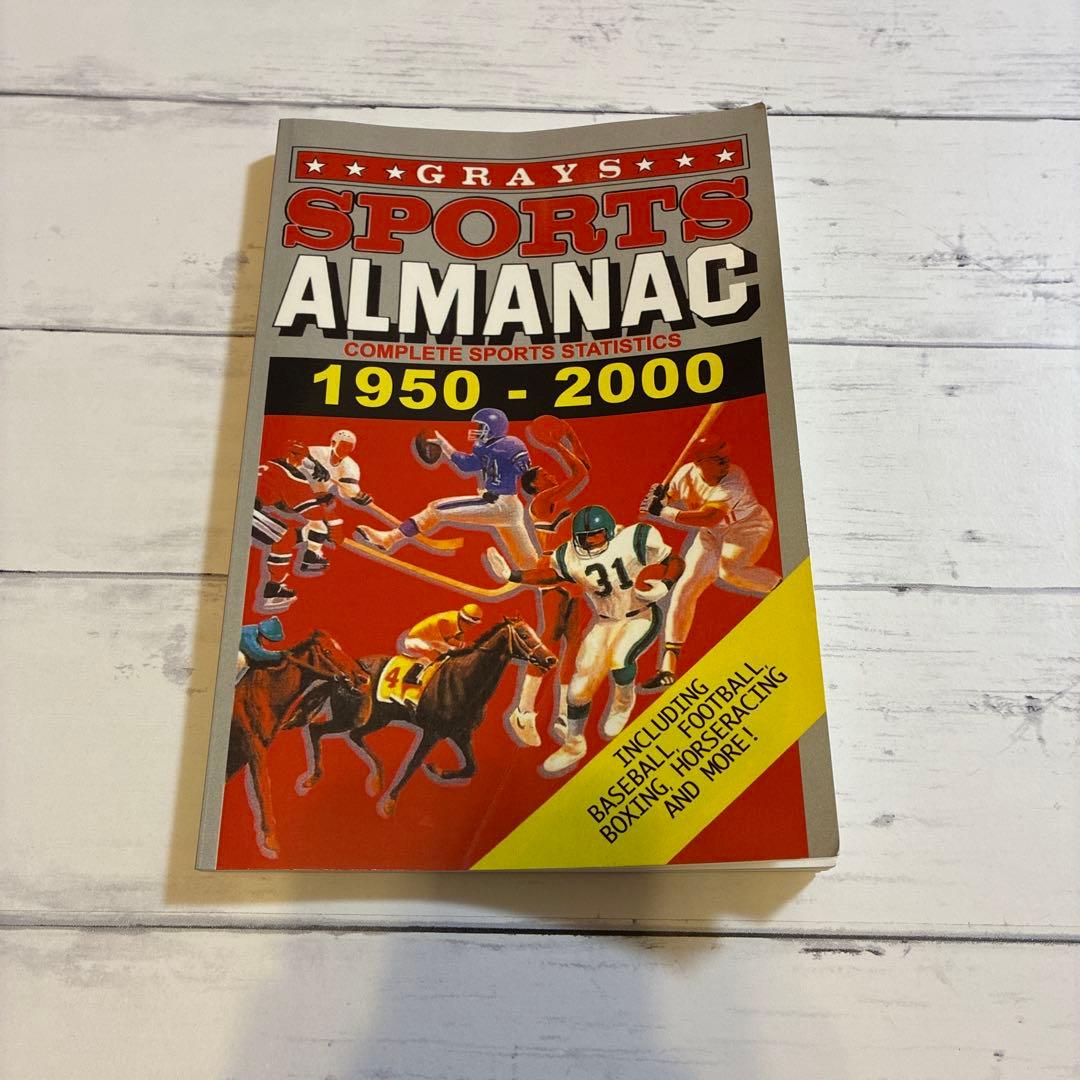 GRAYS
SPORTS
ALMANAC
COMPLETE SPORTS STATISTICS
1950 - 2000
31
4
INCLUDING
BASEBALL, FOOTBALL,
BOXING, HORSERACING
AND MORE!